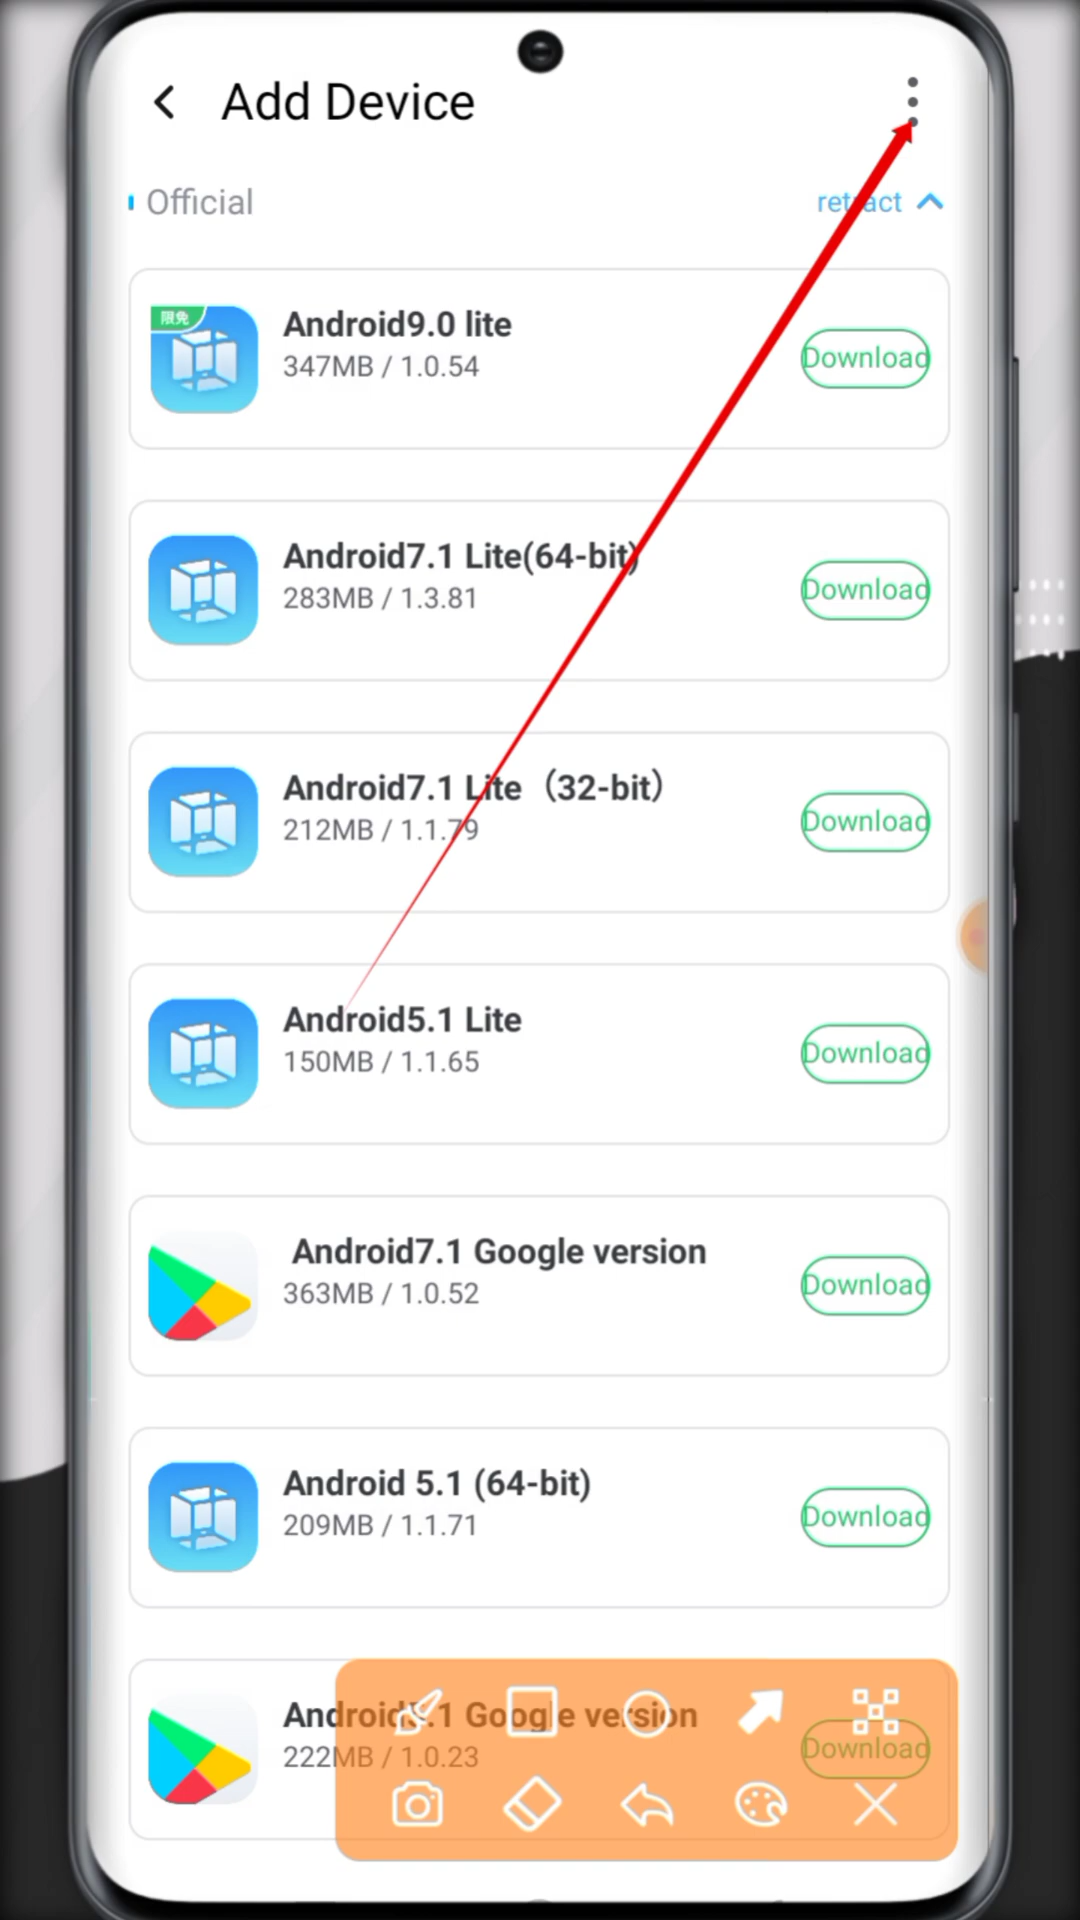 Add Device
Official
retract
限免
Android9.0 lite
347MB / 1.0.54
Download
Android7.1 Lite(64-bit)
283MB / 1.3.81
Download
Android7.1 Lite（32-bit）
212MB / 1.1.79
Download
Android5.1 Lite
150MB / 1.1.65
Download
Android7.1 Google version
363MB / 1.0.52
Download
Android 5.1 (64-bit)
209MB / 1.1.71
Download
Android5.1 Google version
222MB / 1.0.23
Download